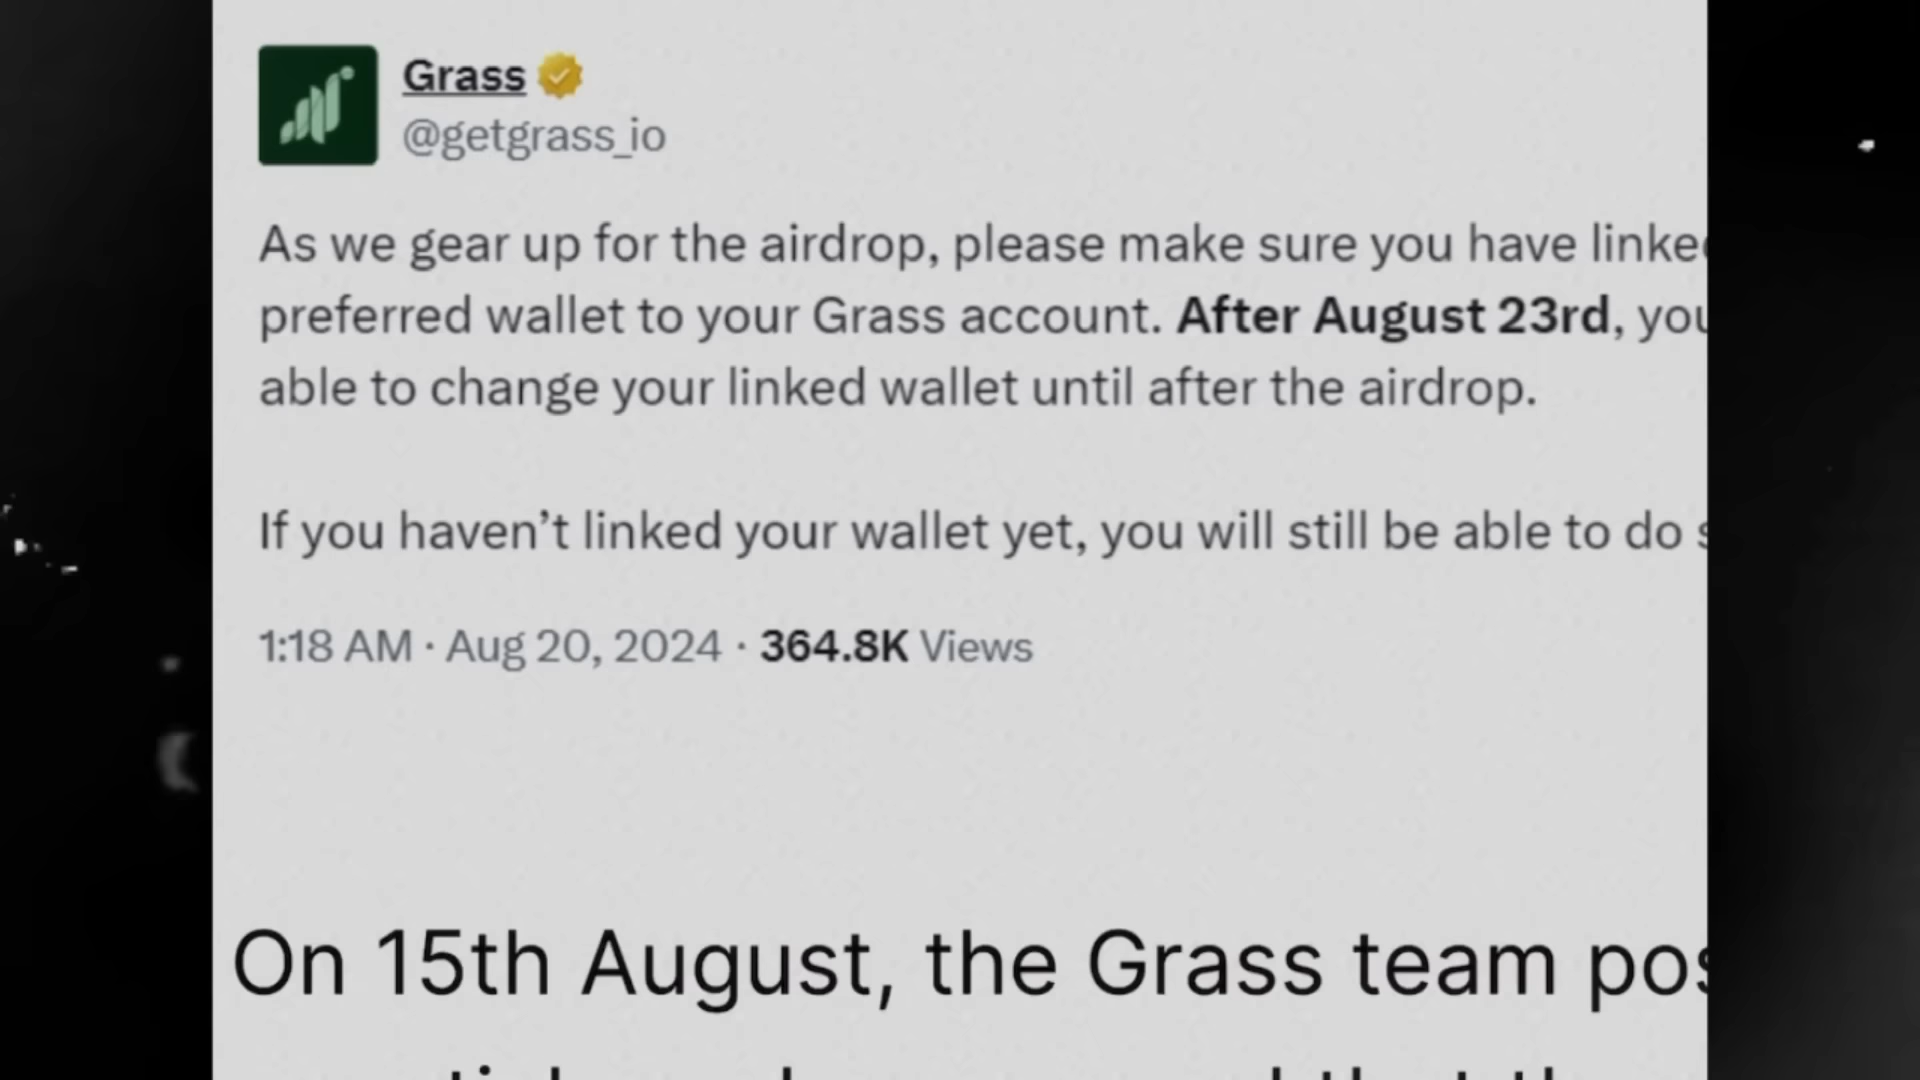 Grass
@getgrass_io
As we gear up for the airdrop, please make sure you have linked
preferred wallet to your Grass account. After August 23rd, you
able to change your linked wallet until after the airdrop.
If you haven’t linked your wallet yet, you will still be able to do
1:18 AM · Aug 20, 2024 · 364.8K Views
On 15th August, the Grass team